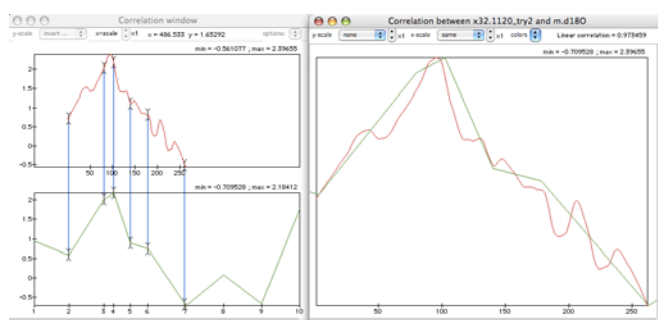 Correlation window
y-scale invert ... x-scale x1 x = 486.533 y = 1.65292 options:
min = -0.561077 ; max = 2.39655
2
1.5
1
0.5
0
-0.5
50 100 150 200 250
min = -0.709528 ; max = 2.18412
2
1.5
1
0.5
0
-0.5
1 2 3 4 5 6 7 8 9 10
Correlation between x32.1120_try2 and m.d18O
y-scale none x1 x-scale same x1 colors Linear correlation = 0.973459
min = -0.709528 ; max = 2.39655
50 100 150 200 250